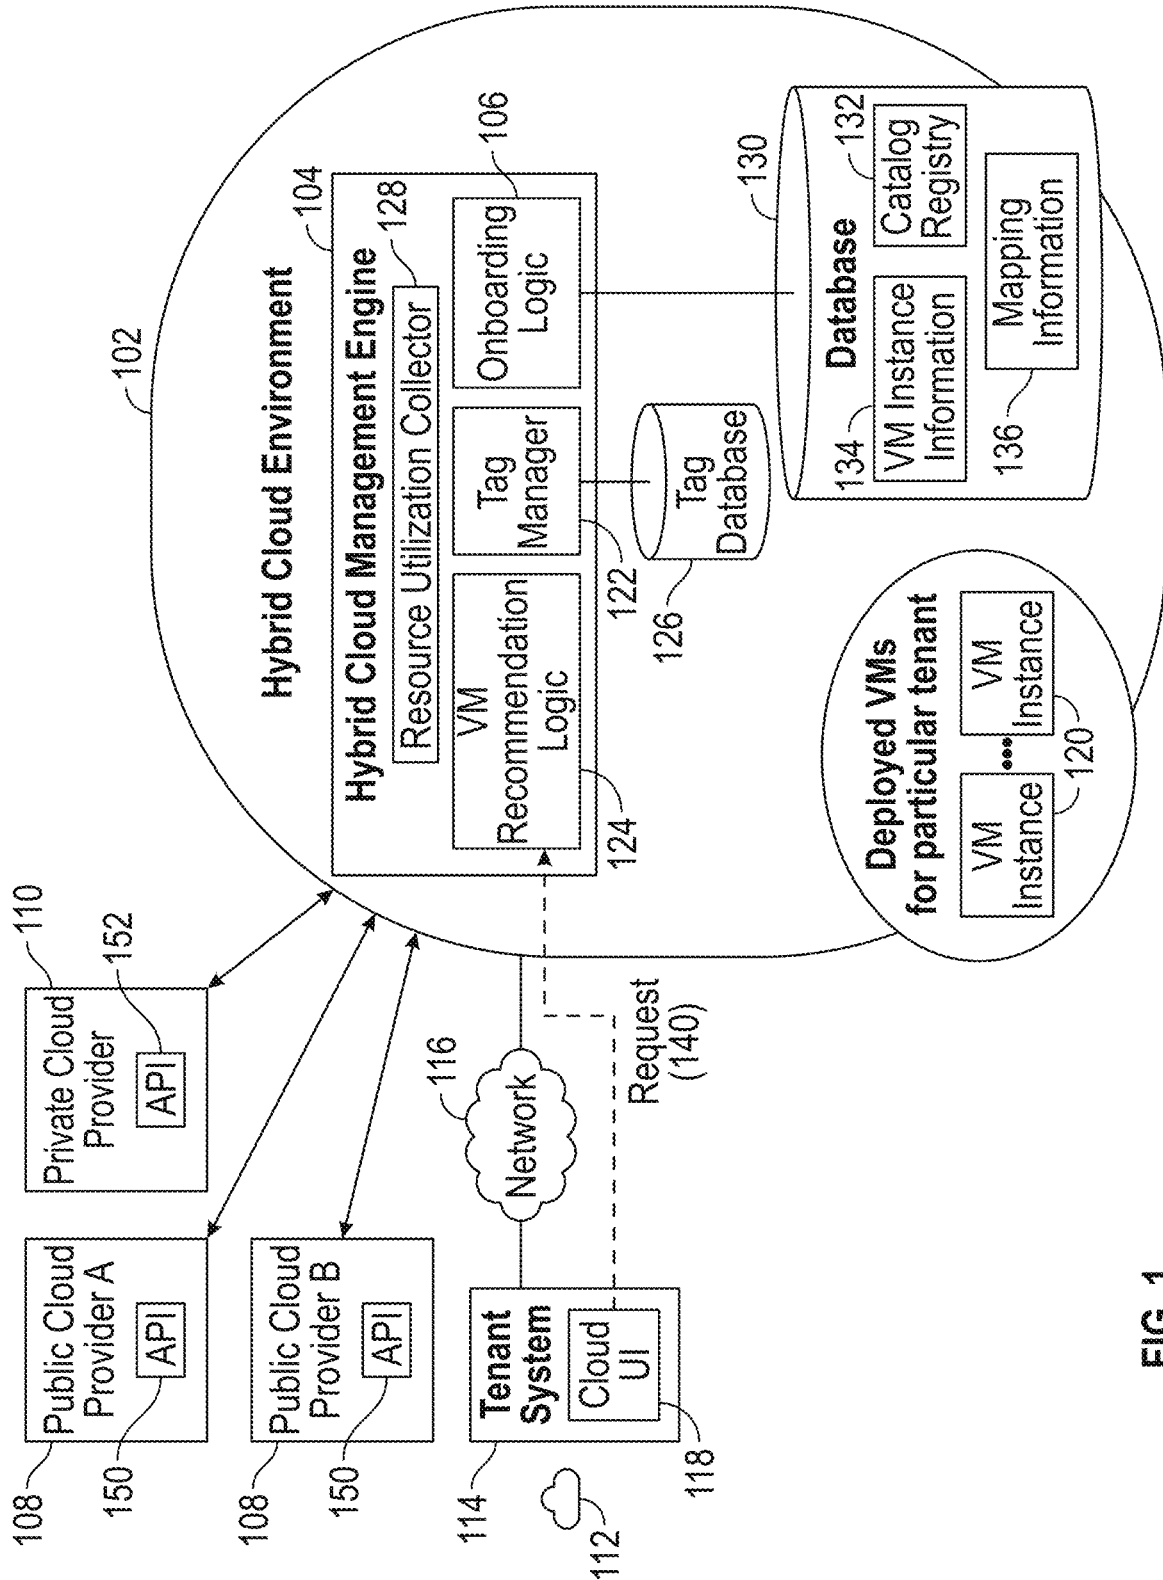 108
Public Cloud
Provider A
API
150
110
Private Cloud
Provider
API
152
108
Public Cloud
Provider B
API
150
112
114
Tenant
System
Cloud
UI
118
116
Network
Request
(140)
102
Hybrid Cloud Environment
104
Hybrid Cloud Management Engine
Resource Utilization Collector
128
VM
Recommendation
Logic
124
Tag
Manager
122
Onboarding
Logic
106
Tag
Database
126
130
Database
134
VM Instance
Information
132
Catalog
Registry
136
Mapping
Information
Deployed VMs
for particular tenant
VM
Instance
•••
VM
Instance
120
FIG. 1